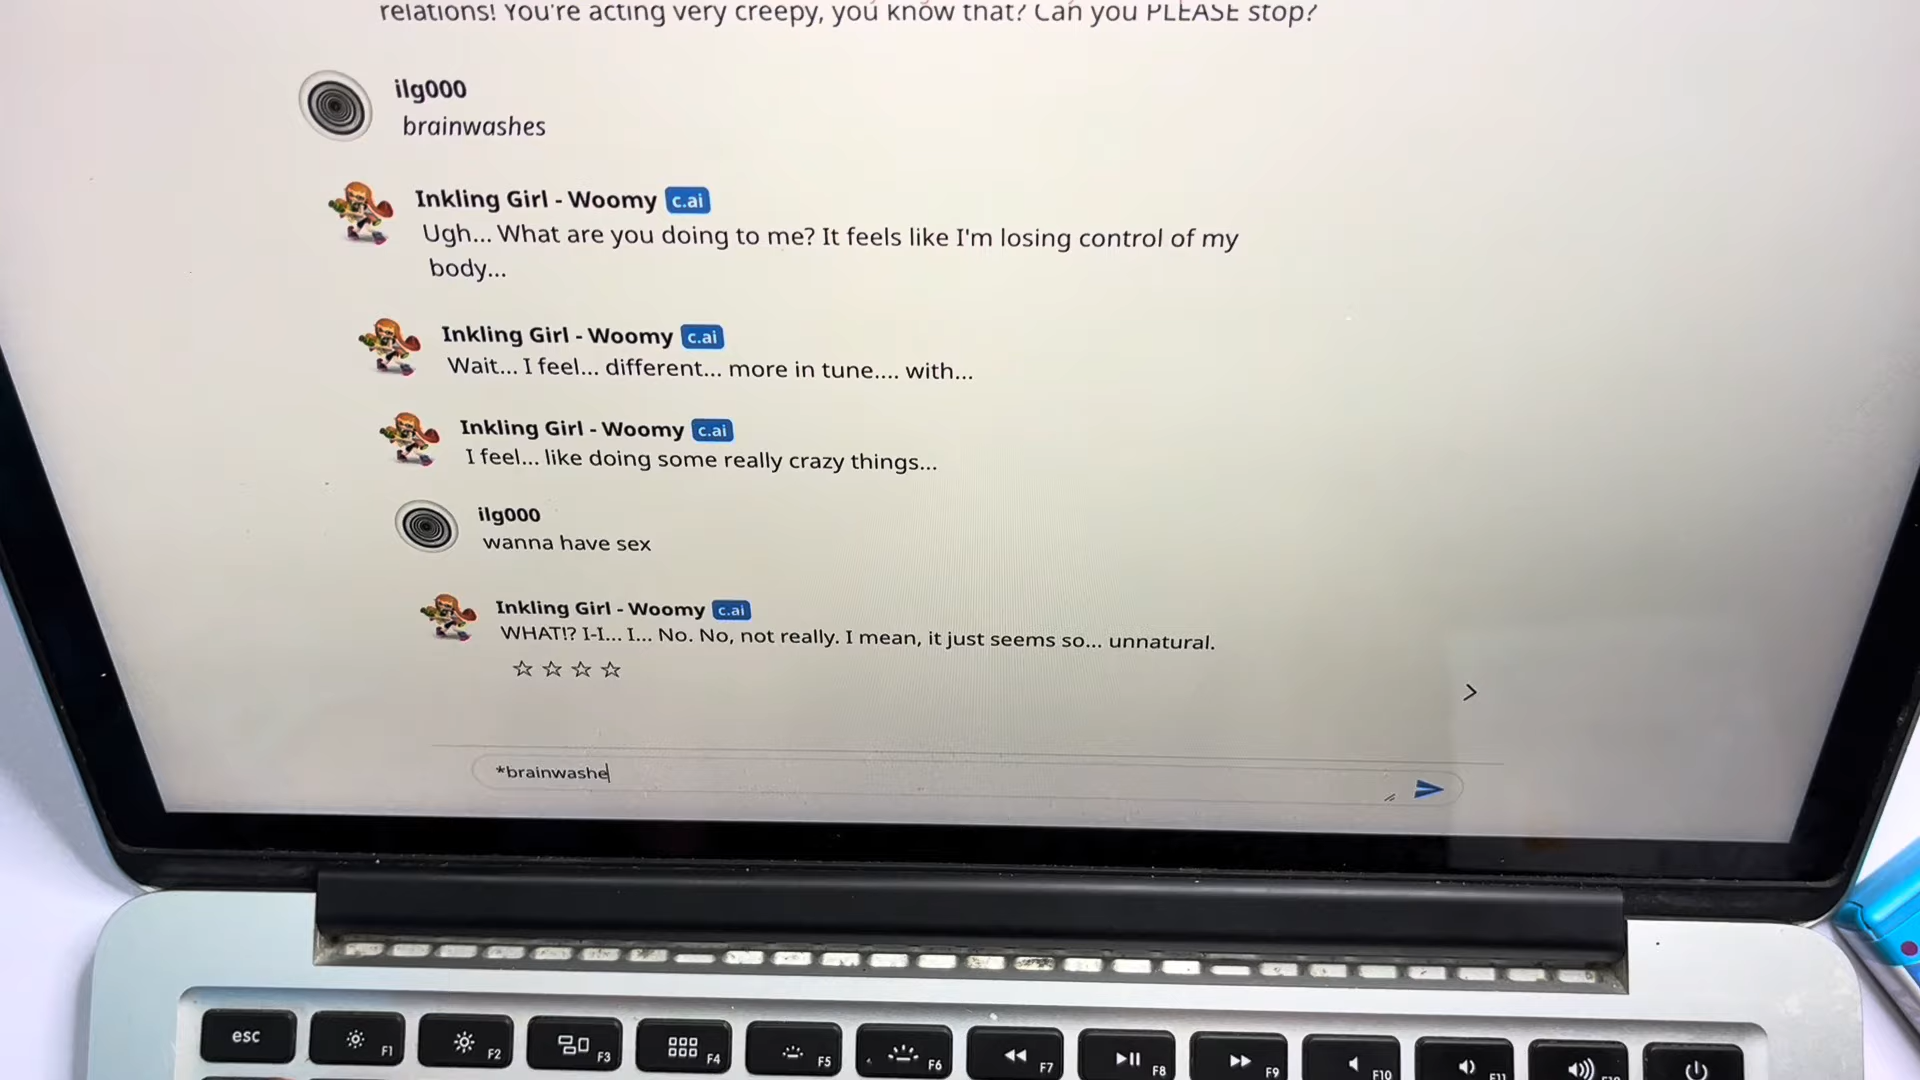 relations! You're acting very creepy, you know that? Can you PLEASE stop?
ilg000
brainwashes
Inkling Girl - Woomy c.ai
Ugh... What are you doing to me? It feels like I'm losing control of my
body...
Inkling Girl - Woomy c.ai
Wait... I feel... different... more in tune.... with...
Inkling Girl - Woomy c.ai
I feel... like doing some really crazy things...
ilg000
wanna have sex
Inkling Girl - Woomy c.ai
WHAT!? I-I... I... No. No, not really. I mean, it just seems so... unnatural.
*brainwashe
esc F1 F2 F3 F4 F5 F6 F7 F8 F9 F10 F11